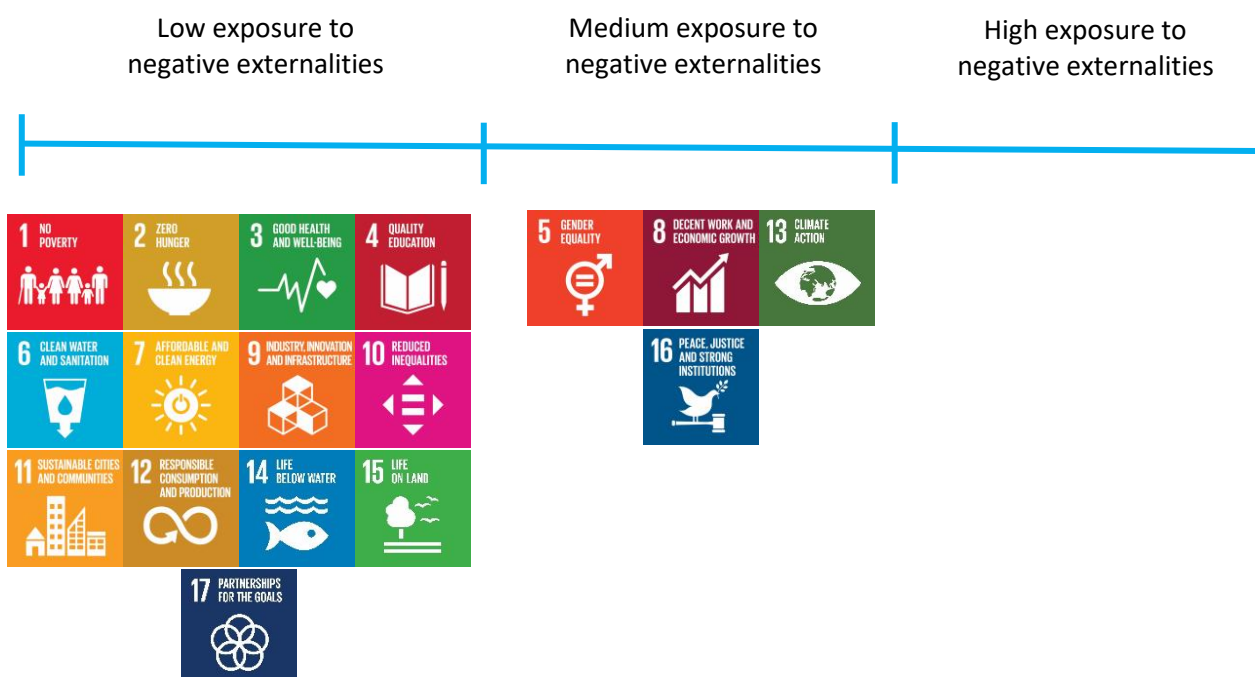 Low exposure to
negative externalities
Medium exposure to
negative externalities
High exposure to
negative externalities
1 NO
POVERTY
2 ZERO
HUNGER
3 GOOD HEALTH
AND WELL-BEING
4 QUALITY
EDUCATION
5 GENDER
EQUALITY
8 DECENT WORK AND
ECONOMIC GROWTH
13 CLIMATE
ACTION
6 CLEAN WATER
AND SANITATION
7 AFFORDABLE AND
CLEAN ENERGY
9 INDUSTRY, INNOVATION
AND INFRASTRUCTURE
10 REDUCED
INEQUALITIES
16 PEACE, JUSTICE
AND STRONG
INSTITUTIONS
11 SUSTAINABLE CITIES
AND COMMUNITIES
12 RESPONSIBLE
CONSUMPTION
AND PRODUCTION
14 LIFE
BELOW WATER
15 LIFE
ON LAND
17 PARTNERSHIPS
FOR THE GOALS